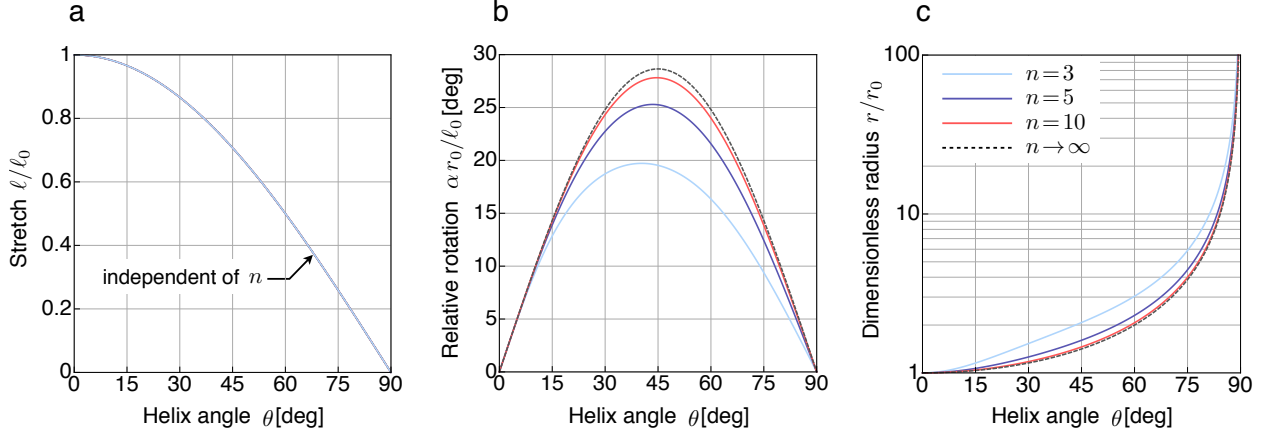 a
1
0.8
0.6
0.4
0.2
0
Stretch ℓ/ℓ₀
independent of n
0 15 30 45 60 75 90
Helix angle θ[deg]
b
30
25
20
15
10
5
0
Relative rotation α r₀/ℓ₀[deg]
0 15 30 45 60 75 90
Helix angle θ[deg]
c
100
10
1
Dimensionless radius r/r₀
n=3
n=5
n=10
n→∞
0 15 30 45 60 75 90
Helix angle θ[deg]